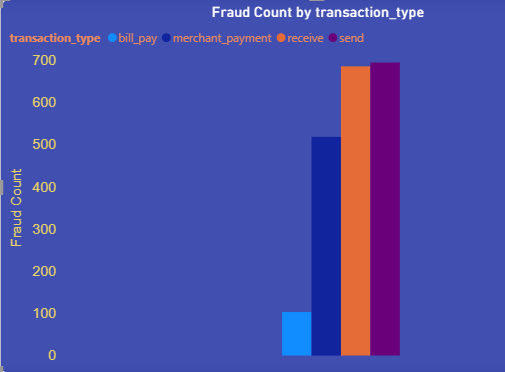 Fraud Count by transaction_type
transaction_type bill_pay merchant_payment receive send
700
600
500
400
300
200
100
0
Fraud Count